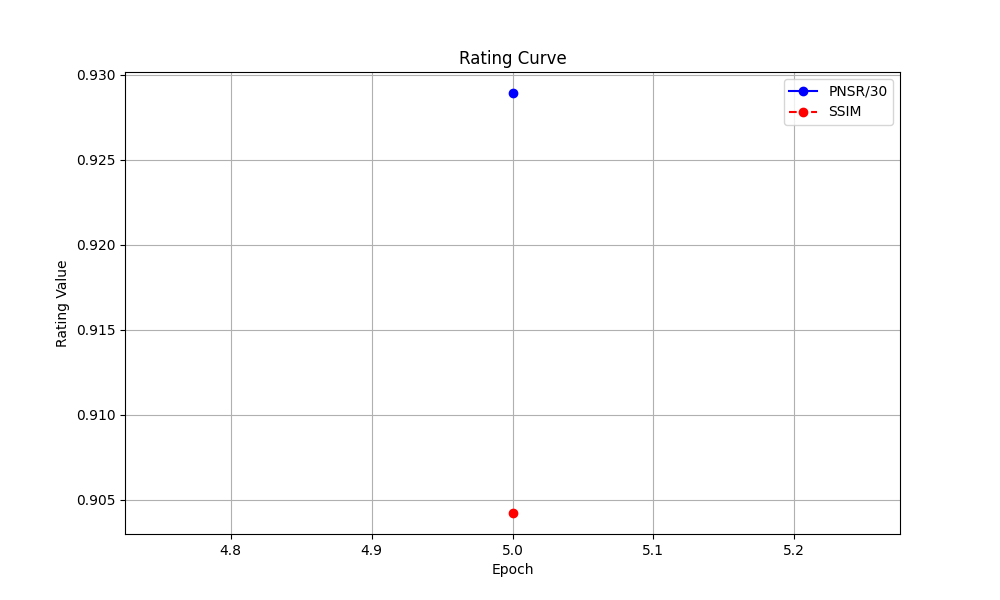 Rating Curve
PNSR/30
SSIM
Rating Value
0.930
0.925
0.920
0.915
0.910
0.905
4.8 4.9 5.0 5.1 5.2
Epoch